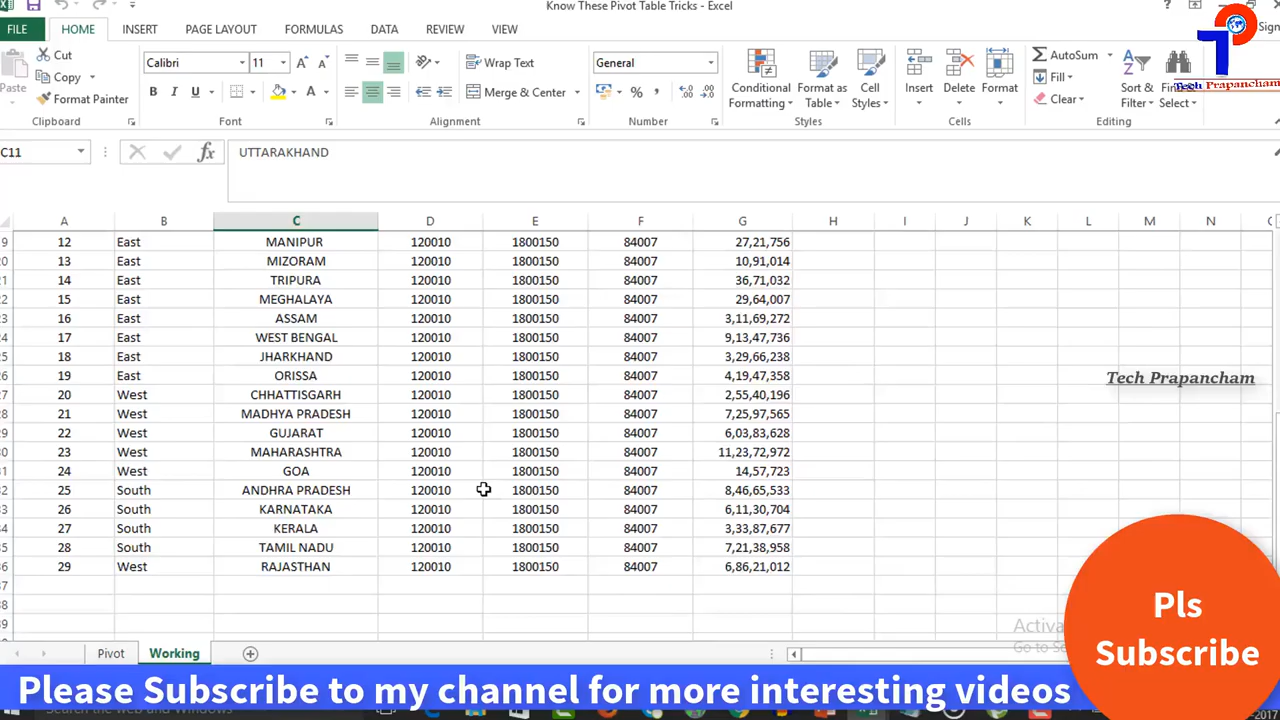 Know These Pivot Table Tricks - Excel
?
Sign
FILE HOME INSERT PAGE LAYOUT FORMULAS DATA REVIEW VIEW
Tech Prapancham
Paste Cut Calibri 11 Wrap Text General AutoSum
Copy Fill
Format Painter Merge & Center Clear
Conditional Formatting Format as Table Cell Styles Insert Delete Format Sort & Filter Select
Clipboard Font Alignment Number Styles Cells Editing
C11 fx UTTARAKHAND
A B C D E F G H I J K L M N
12 East MANIPUR 120010 1800150 84007 27,21,756
13 East MIZORAM 120010 1800150 84007 10,91,014
14 East TRIPURA 120010 1800150 84007 36,71,032
15 East MEGHALAYA 120010 1800150 84007 29,64,007
16 East ASSAM 120010 1800150 84007 3,11,69,272
17 East WEST BENGAL 120010 1800150 84007 9,13,47,736
18 East JHARKHAND 120010 1800150 84007 3,29,66,238
19 East ORISSA 120010 1800150 84007 4,19,47,358
20 West CHHATTISGARH 120010 1800150 84007 2,55,40,196
21 West MADHYA PRADESH 120010 1800150 84007 7,25,97,565
22 West GUJARAT 120010 1800150 84007 6,03,83,628
23 West MAHARASHTRA 120010 1800150 84007 11,23,72,972
24 West GOA 120010 1800150 84007 14,57,723
25 South ANDHRA PRADESH 120010 1800150 84007 8,46,65,533
26 South KARNATAKA 120010 1800150 84007 6,11,30,704
27 South KERALA 120010 1800150 84007 3,33,87,677
28 South TAMIL NADU 120010 1800150 84007 7,21,38,958
29 West RAJASTHAN 120010 1800150 84007 6,86,21,012
Tech Prapancham
Pls
Subscribe
Pivot Working
Please Subscribe to my channel for more interesting videos